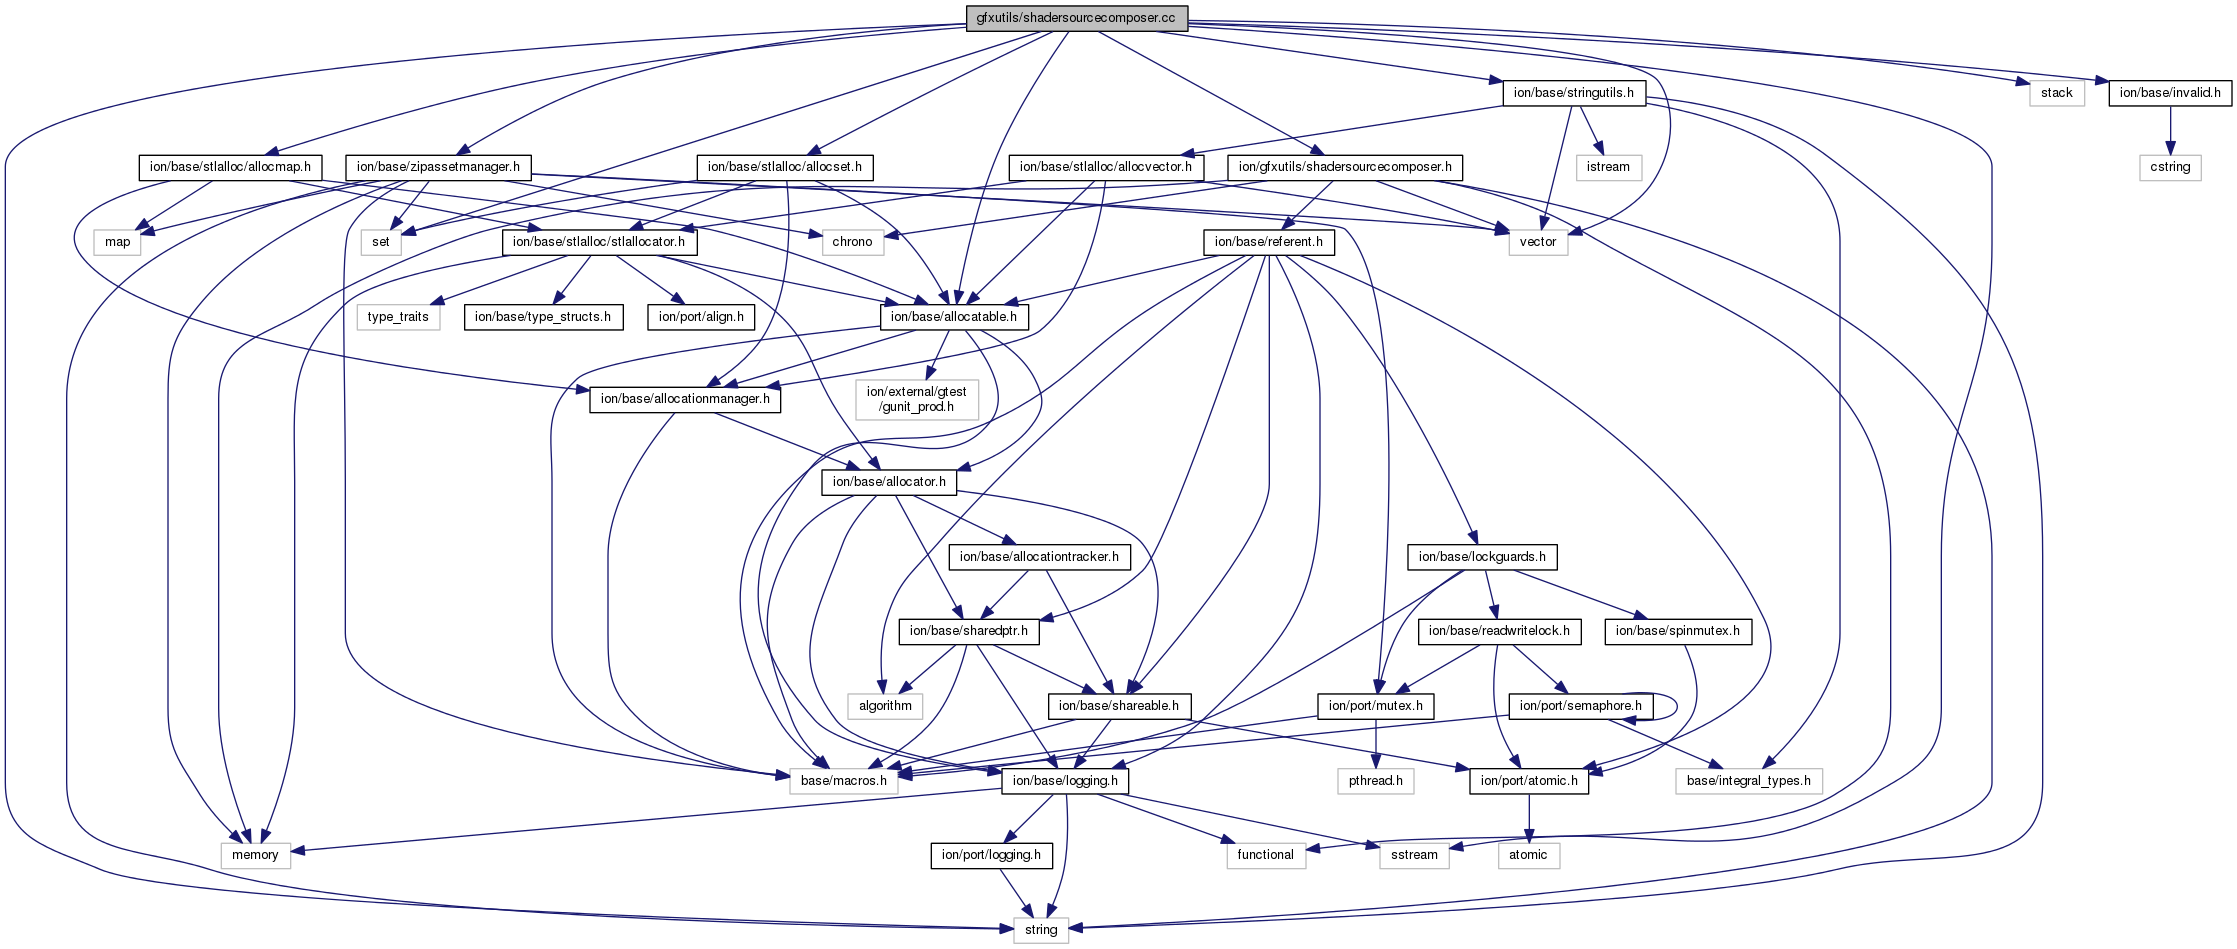 gfxutils/shadersourcecomposer.cc
ion/base/stringutils.h
stack
ion/base/invalid.h
ion/base/stlalloc/allocmap.h
ion/base/zipassetmanager.h
ion/base/stlalloc/allocset.h
ion/base/stlalloc/allocvector.h
ion/gfxutils/shadersourcecomposer.h
istream
cstring
map
set
ion/base/stlalloc/stlallocator.h
chrono
ion/base/referent.h
vector
type_traits
ion/base/type_structs.h
ion/port/align.h
ion/base/allocatable.h
ion/base/allocationmanager.h
ion/external/gtest
/gunit_prod.h
ion/base/allocator.h
ion/base/allocationtracker.h
ion/base/lockguards.h
ion/base/sharedptr.h
ion/base/readwritelock.h
ion/base/spinmutex.h
algorithm
ion/base/shareable.h
ion/port/mutex.h
ion/port/semaphore.h
base/macros.h
ion/base/logging.h
pthread.h
ion/port/atomic.h
base/integral_types.h
memory
ion/port/logging.h
functional
sstream
atomic
string